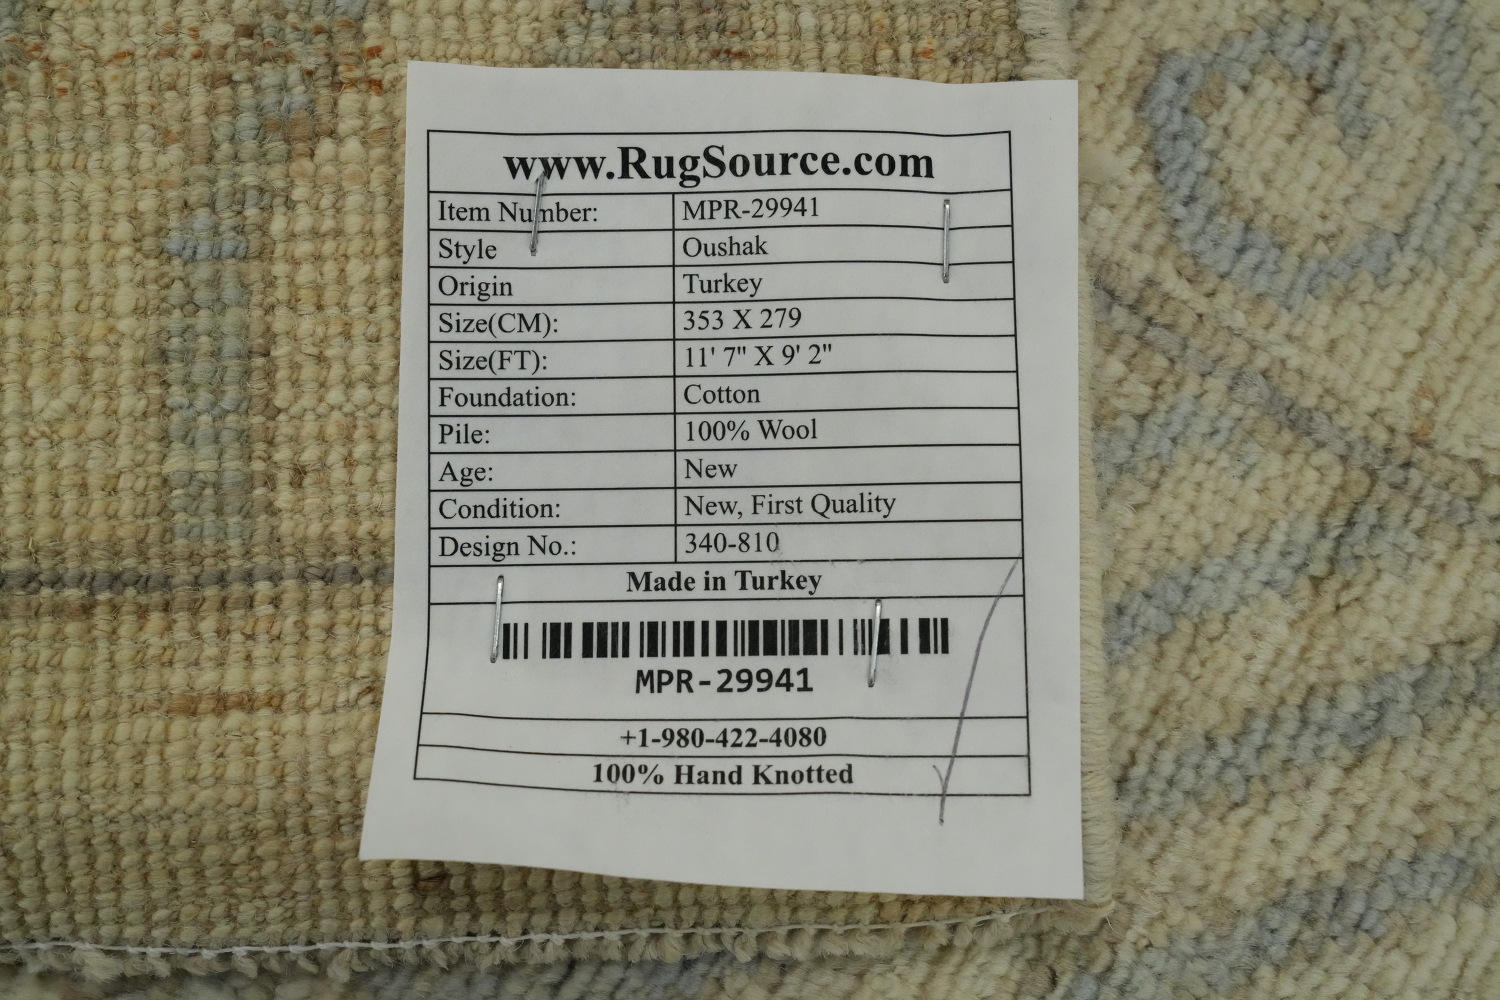 www.RugSource.com
Item Number: MPR-29941
Style Oushak
Origin Turkey
Size(CM): 353 X 279
Size(FT): 11' 7" X 9' 2"
Foundation: Cotton
Pile: 100% Wool
Age: New
Condition: New, First Quality
Design No.: 340-810
Made in Turkey
MPR-29941
+1-980-422-4080
100% Hand Knotted